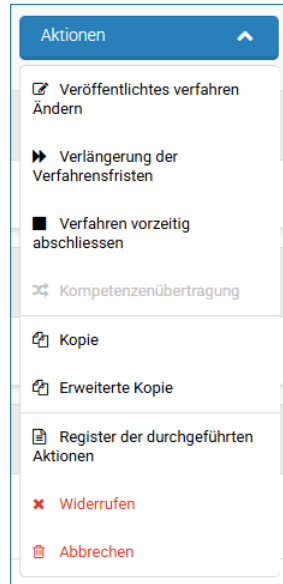 Aktionen
Veröffentlichtes verfahren
Ändern
Verlängerung der
Verfahrensfristen
Verfahren vorzeitig
abschliessen
Kompetenzenübertragung
Kopie
Erweiterte Kopie
Register der durchgeführten
Aktionen
Widerrufen
Abbrechen